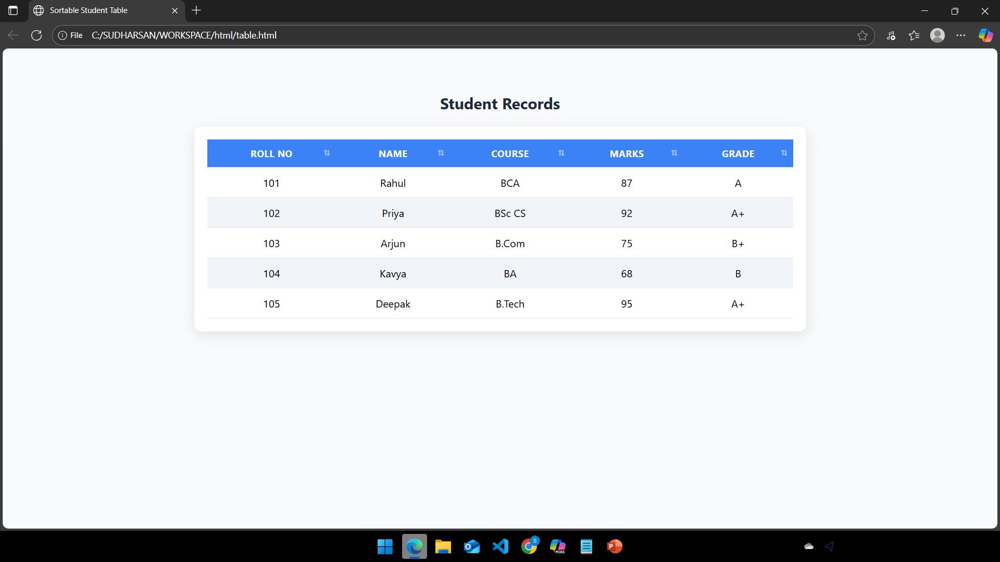 Sortable Student Table
File C:/SUDHARSAN/WORKSPACE/html/table.html
Student Records
ROLL NO ⇅ NAME ⇅ COURSE ⇅ MARKS ⇅ GRADE ⇅
101 Rahul BCA 87 A
102 Priya BSc CS 92 A+
103 Arjun B.Com 75 B+
104 Kavya BA 68 B
105 Deepak B.Tech 95 A+
O S M365 P